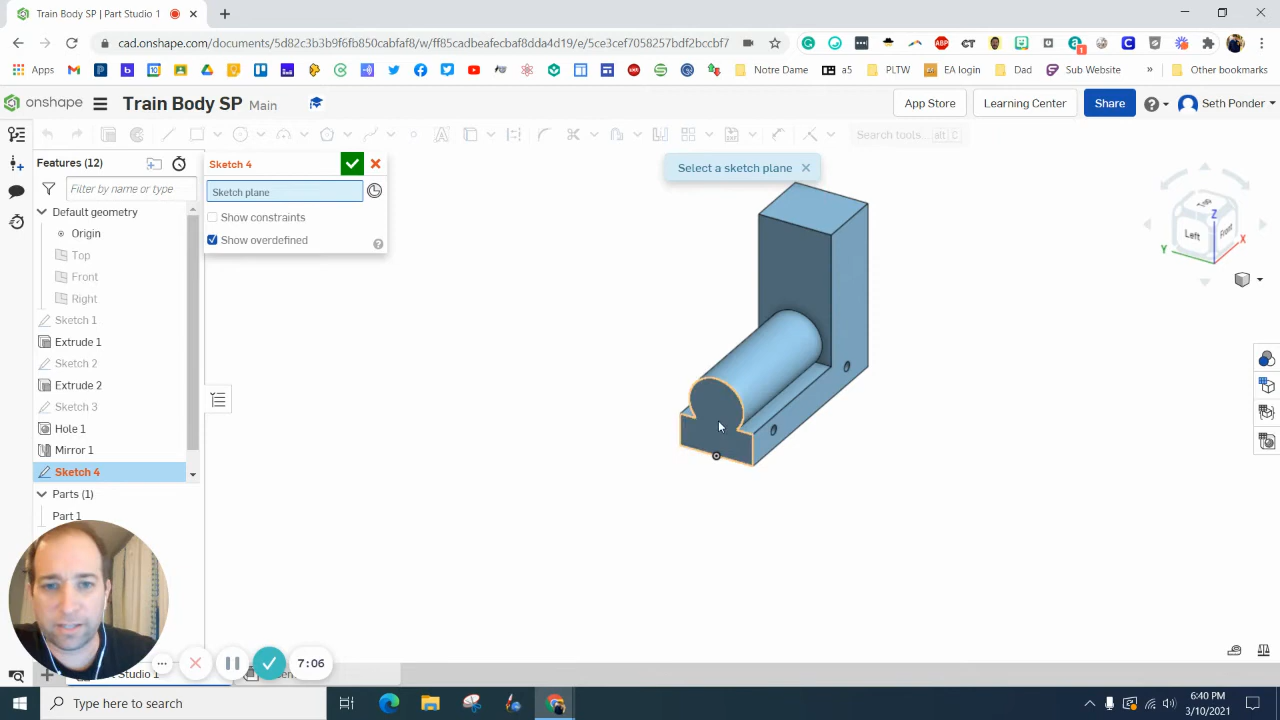 Train Body SP | Part Studio 1
cad.onshape.com/documents/
Apps
Notre Dame
a5
PLTW
EA login
Dad
Sub Website
»
Other bookmarks
onshape
Train Body SP Main
App Store
Learning Center
Share
Seth Ponder
Search tools... alt C
Features (12)
Filter by name or type
Default geometry
Origin
Top
Front
Right
Sketch 1
Extrude 1
Sketch 2
Extrude 2
Sketch 3
Hole 1
Mirror 1
Sketch 4
Parts (1)
Part 1
Sketch 4
Sketch plane
Show constraints
Show overdefined
Select a sketch plane
Top
Left
Front
Z
Y
X
7:06
Type here to search
6:40 PM
3/10/2021